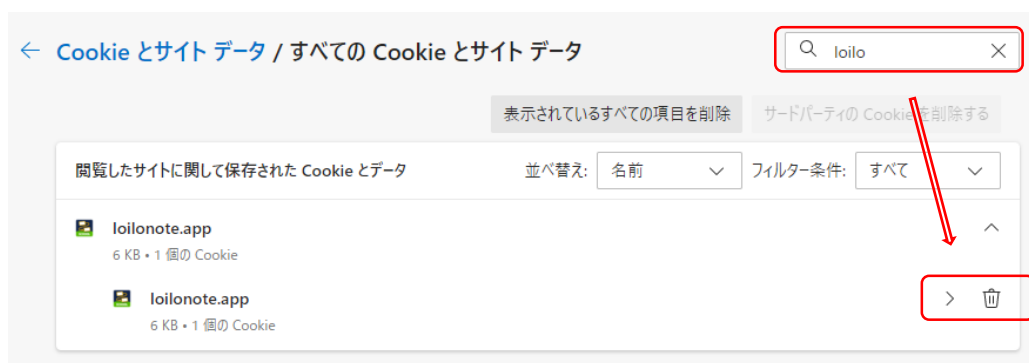 ← Cookie とサイト データ / すべての Cookie とサイト データ
loilo
表示されているすべての項目を削除 サードパーティの Cookie を削除する
閲覧したサイトに関して保存された Cookie とデータ 並べ替え: 名前 フィルター条件: すべて
loilonote.app
6 KB • 1 個の Cookie
loilonote.app
6 KB • 1 個の Cookie